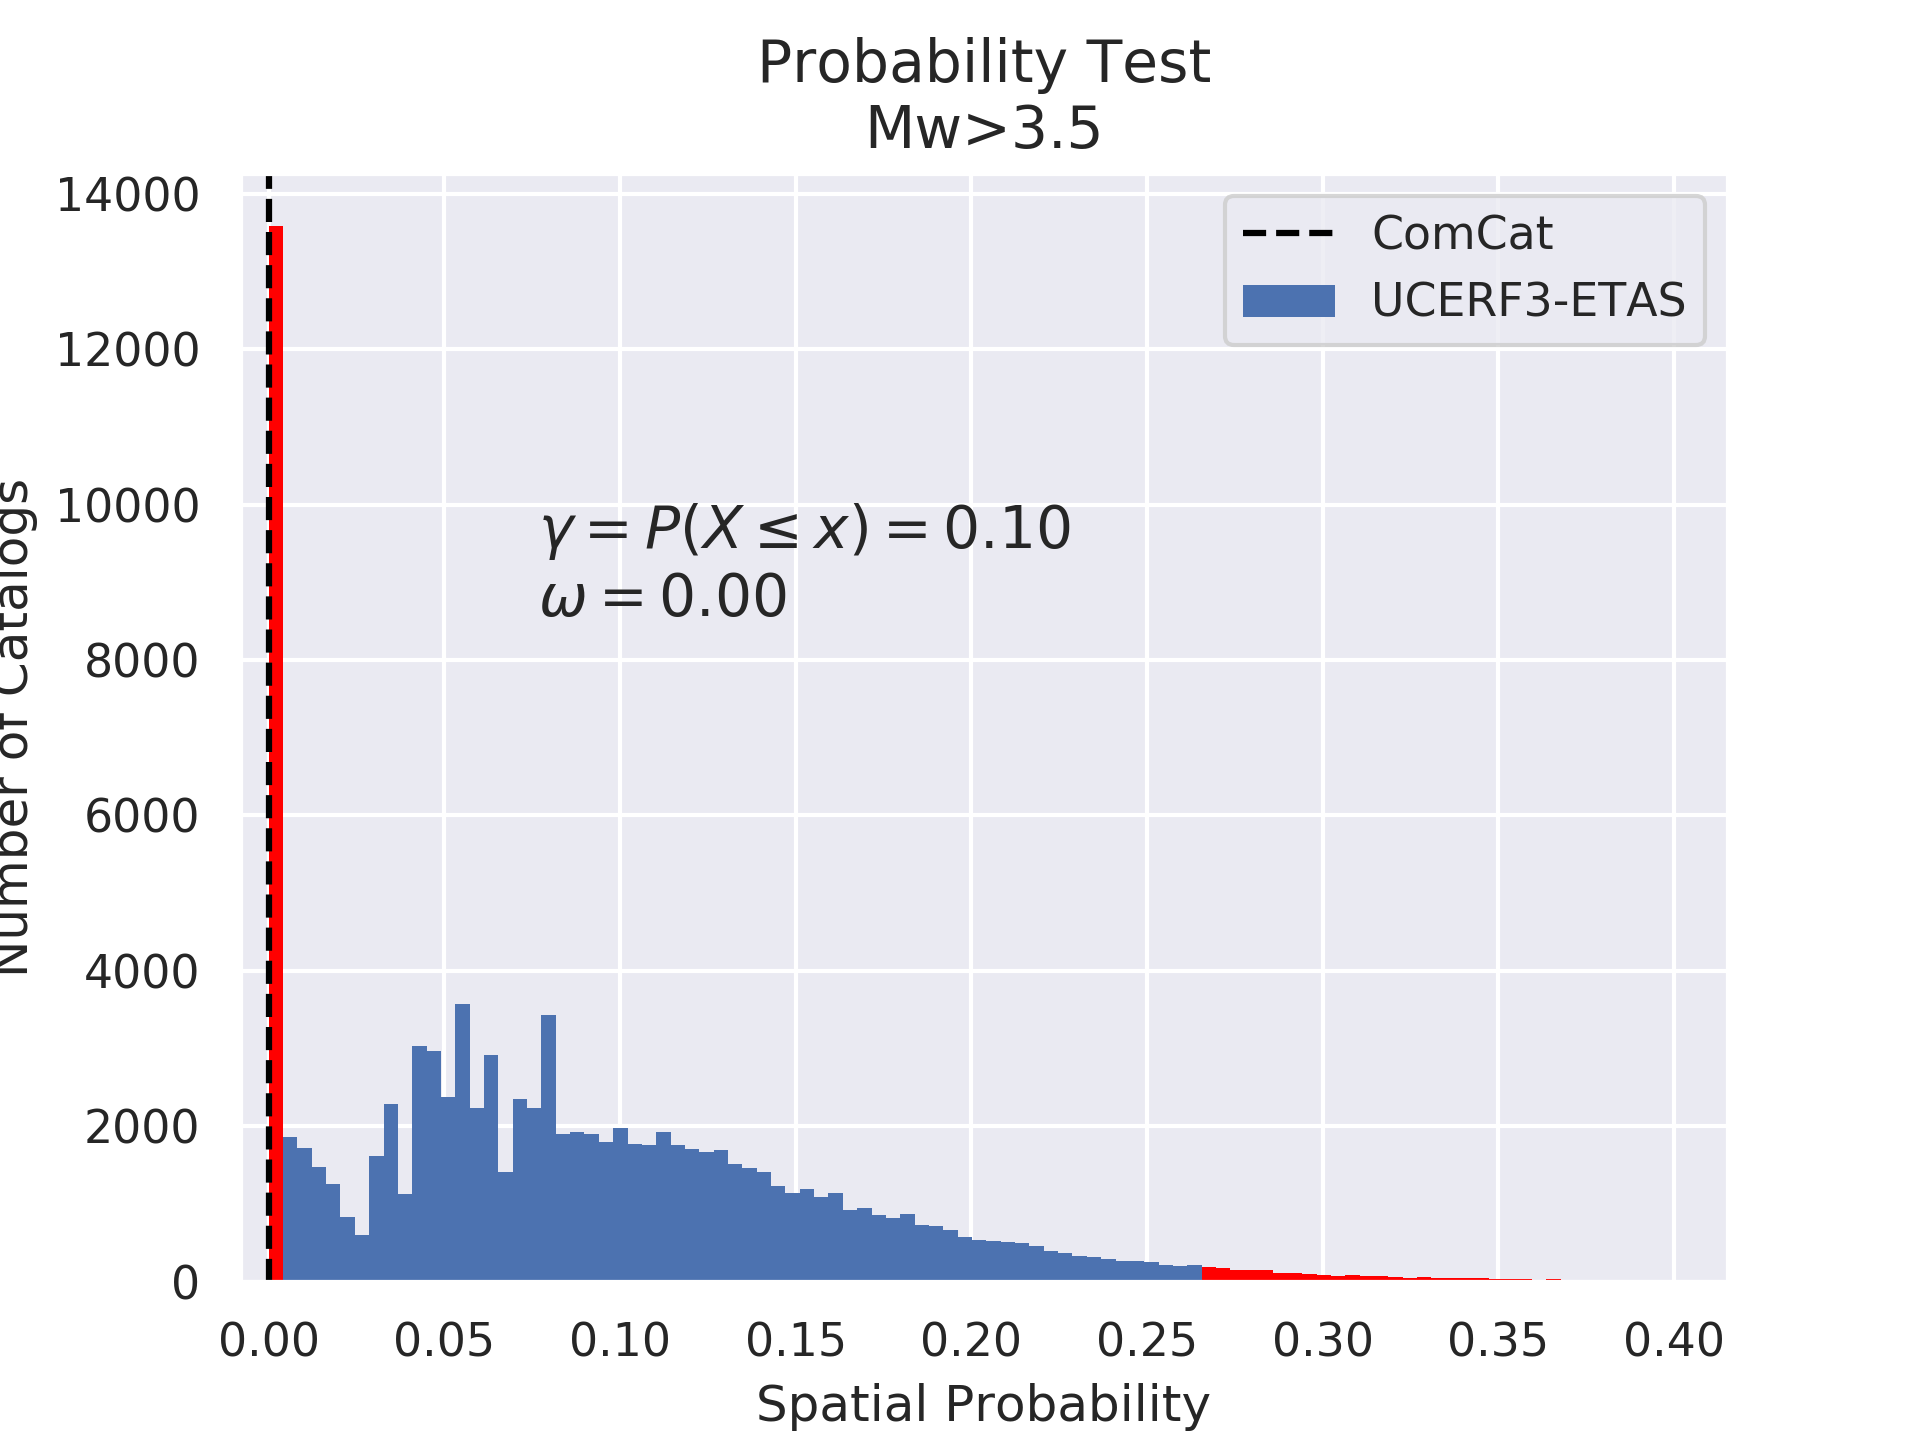 Probability Test
Mw>3.5
14000
12000
10000
8000
6000
4000
2000
0
Number of Catalogs
ComCat
UCERF3-ETAS
γ = P(X ≤ x) = 0.10
ω = 0.00
0.00 0.05 0.10 0.15 0.20 0.25 0.30 0.35 0.40
Spatial Probability